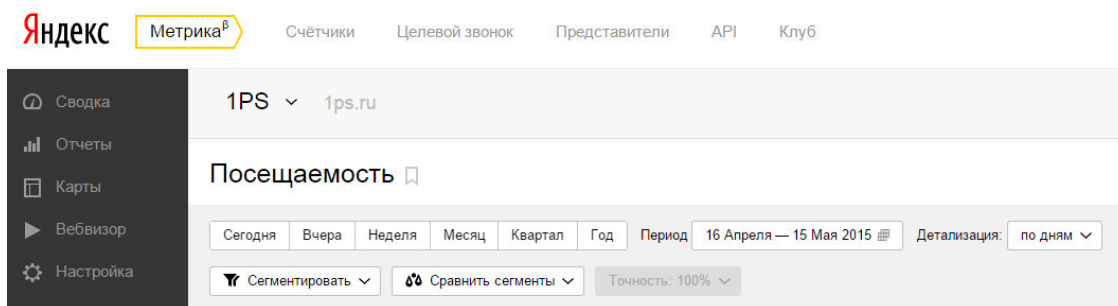 Яндекс Метрика β Счётчики Целевой звонок Представители API Клуб
Сводка
Отчеты
Карты
Вебвизор
Настройка
1PS 1ps.ru
Посещаемость
Сегодня Вчера Неделя Месяц Квартал Год Период 16 Апреля — 15 Мая 2015 Детализация: по дням
Сегментировать Сравнить сегменты Точность: 100%